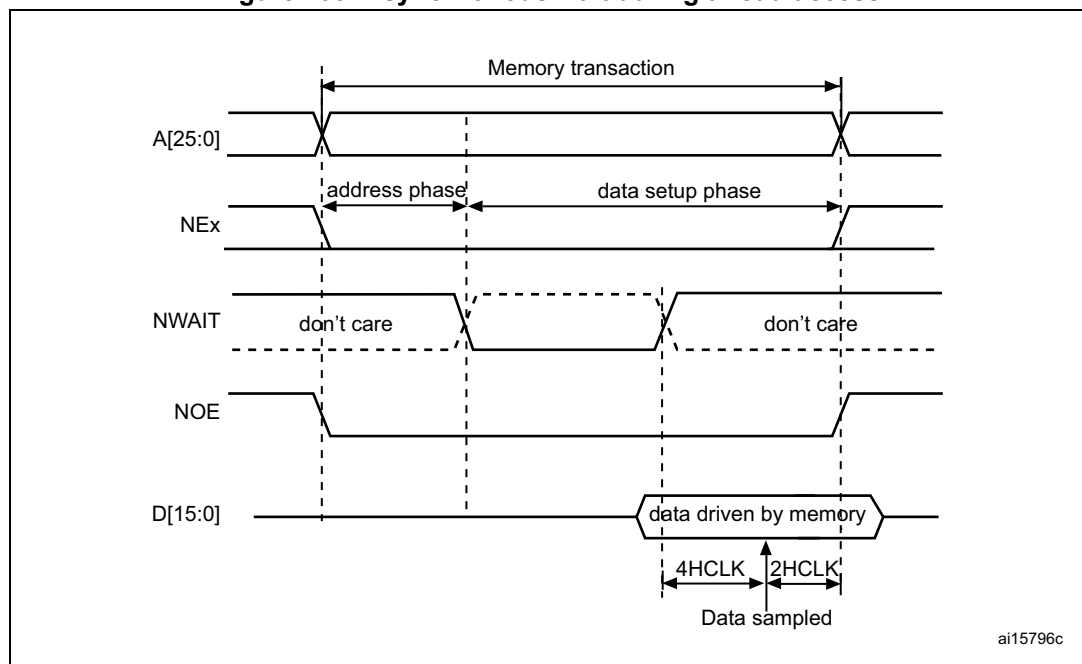 Memory transaction
A[25:0]
address phase
data setup phase
NEx
NWAIT
don't care
don't care
NOE
D[15:0]
data driven by memory
4HCLK
2HCLK
Data sampled
ai15796c